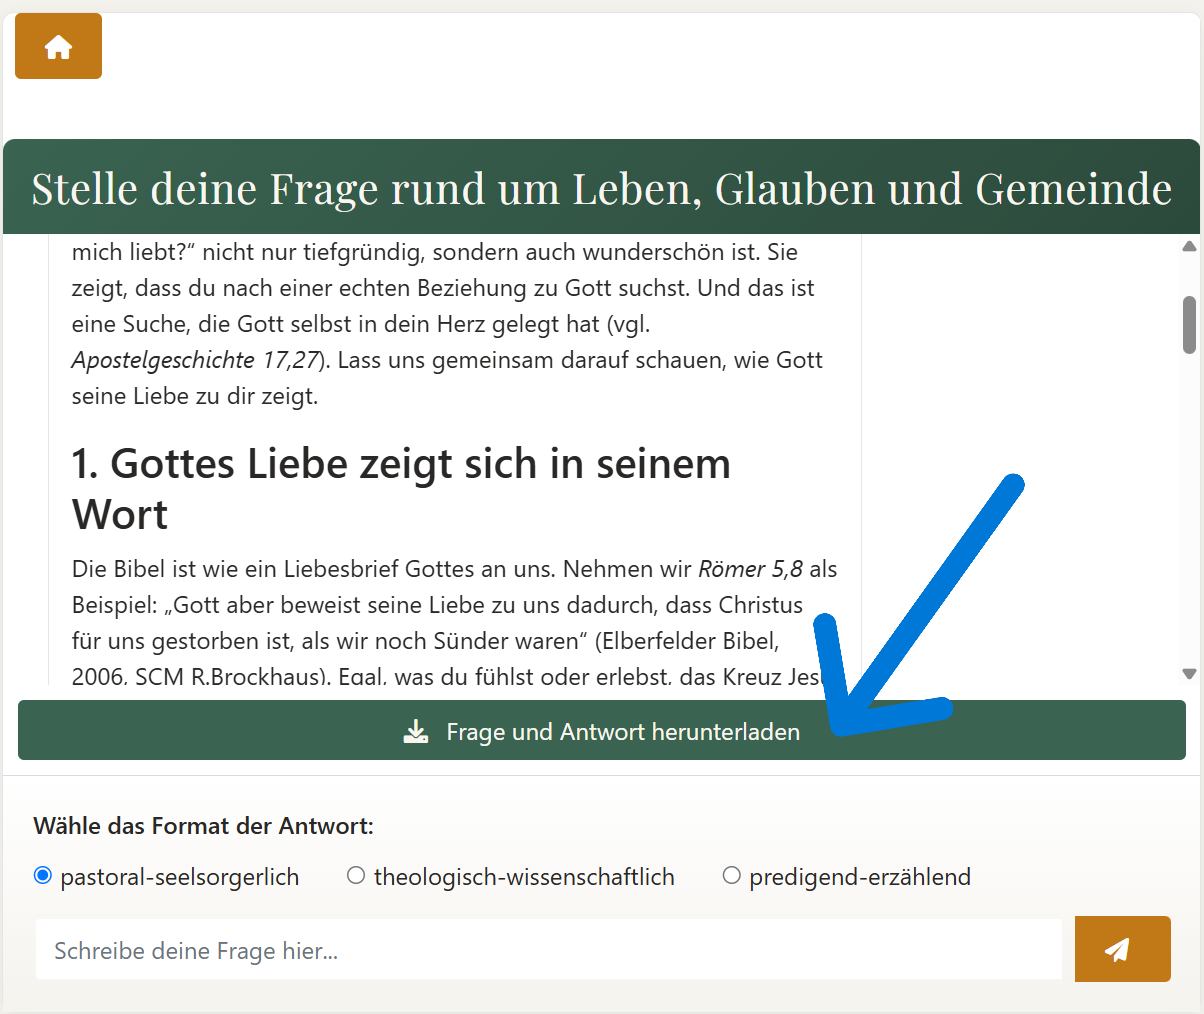 Stelle deine Frage rund um Leben, Glauben und Gemeinde
mich liebt?“ nicht nur tiefgründig, sondern auch wunderschön ist. Sie
zeigt, dass du nach einer echten Beziehung zu Gott suchst. Und das ist
eine Suche, die Gott selbst in dein Herz gelegt hat (vgl.
Apostelgeschichte 17,27). Lass uns gemeinsam darauf schauen, wie Gott
seine Liebe zu dir zeigt.
1. Gottes Liebe zeigt sich in seinem
Wort
Die Bibel ist wie ein Liebesbrief Gottes an uns. Nehmen wir Römer 5,8 als
Beispiel: „Gott aber beweist seine Liebe zu uns dadurch, dass Christus
für uns gestorben ist, als wir noch Sünder waren“ (Elberfelder Bibel,
2006, SCM R.Brockhaus). Egal, was du fühlst oder erlebst, das Kreuz
Frage und Antwort herunterladen
Wähle das Format der Antwort:
pastoral-seelsorgerlich theologisch-wissenschaftlich predigend-erzählend
Schreibe deine Frage hier...